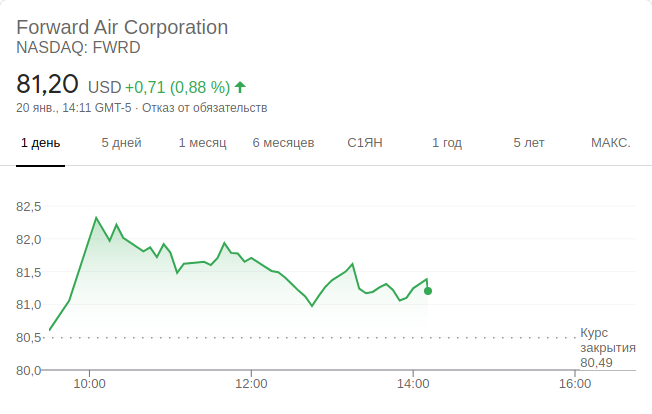 Forward Air Corporation
NASDAQ: FWRD
81,20 USD +0,71 (0,88 %)
20 янв., 14:11 GMT-5 · Отказ от обязательств
1 день 5 дней 1 месяц 6 месяцев С1ЯН 1 год 5 лет МАКС.
82,5
82,0
81,5
81,0
80,5
80,0
Курс
закрытия
80,49
10:00 12:00 14:00 16:00